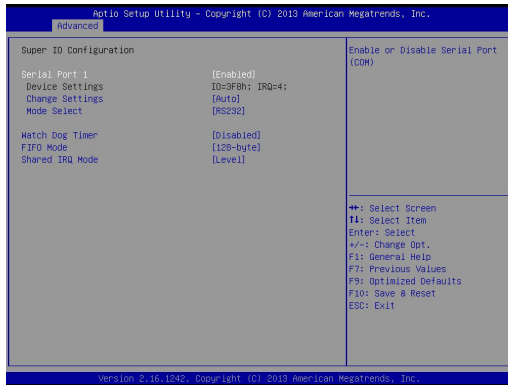 Aptio Setup Utility – Copyright (C) 2013 American Megatrends, Inc.
Advanced
Super IO Configuration
Serial Port 1 [Enabled]
Device Settings IO=3F8h; IRQ=4;
Change Settings [Auto]
Mode Select [RS232]
Watch Dog Timer [Disabled]
FIFO Mode [128-byte]
Shared IRQ Mode [Level]
Enable or Disable Serial Port
(COM)
→←: Select Screen
↑↓: Select Item
Enter: Select
+/-: Change Opt.
F1: General Help
F7: Previous Values
F9: Optimized Defaults
F10: Save & Reset
ESC: Exit
Version 2.16.1242. Copyright (C) 2013 American Megatrends, Inc.